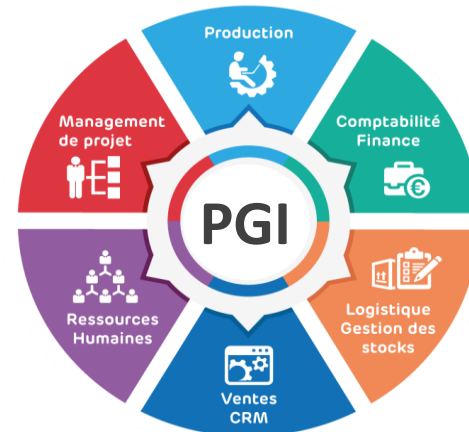 Production
Management
de projet
Comptabilité
Finance
PGI
Ressources
Humaines
Logistique
Gestion des
stocks
Ventes
CRM